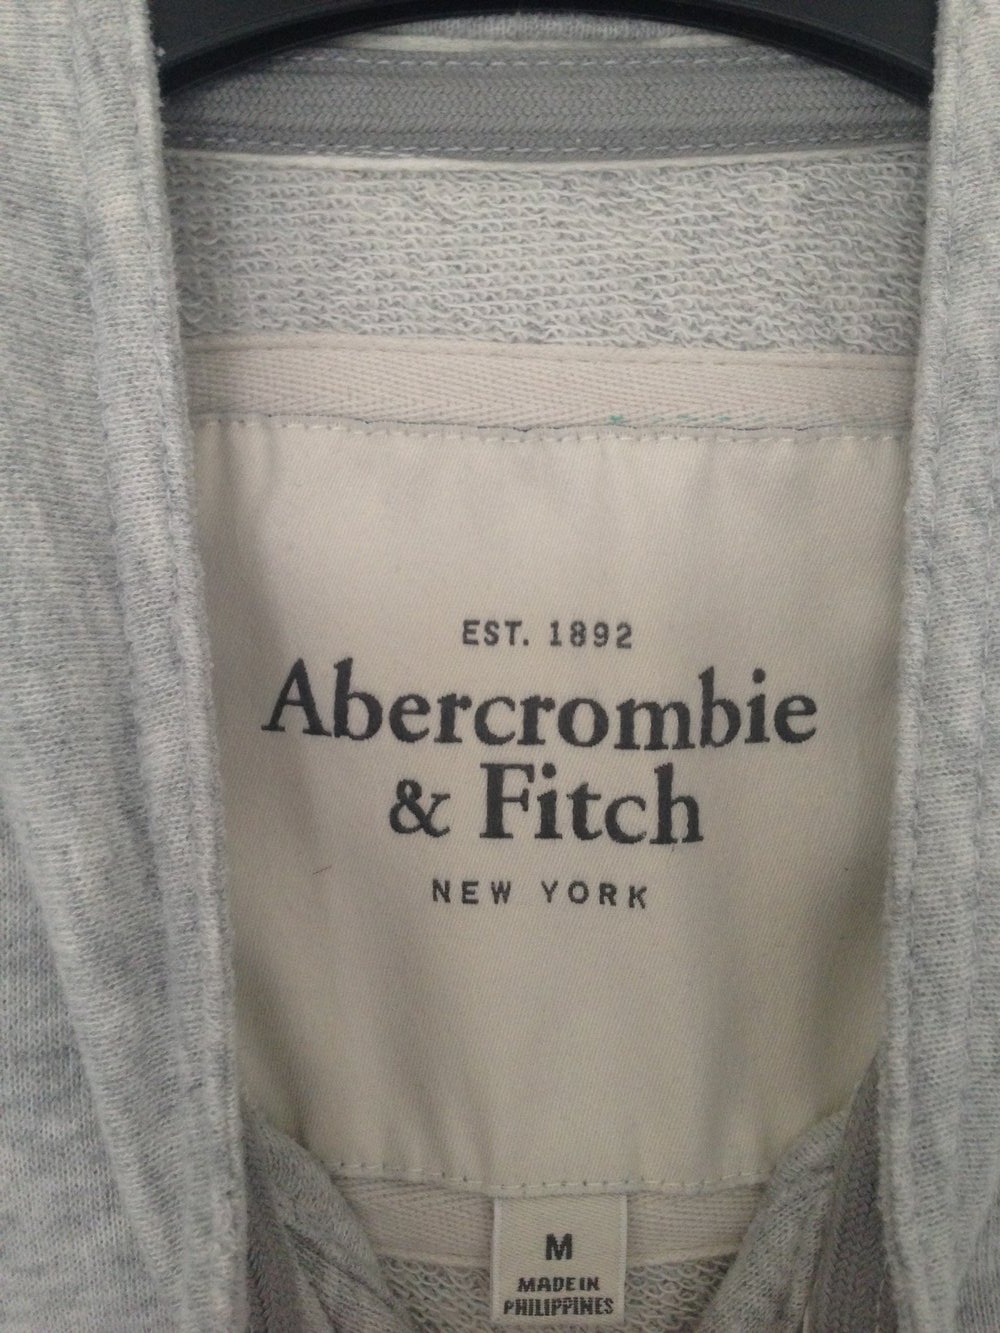 EST. 1892
Abercrombie
& Fitch
NEW YORK
M
MADE IN
PHILIPPINES